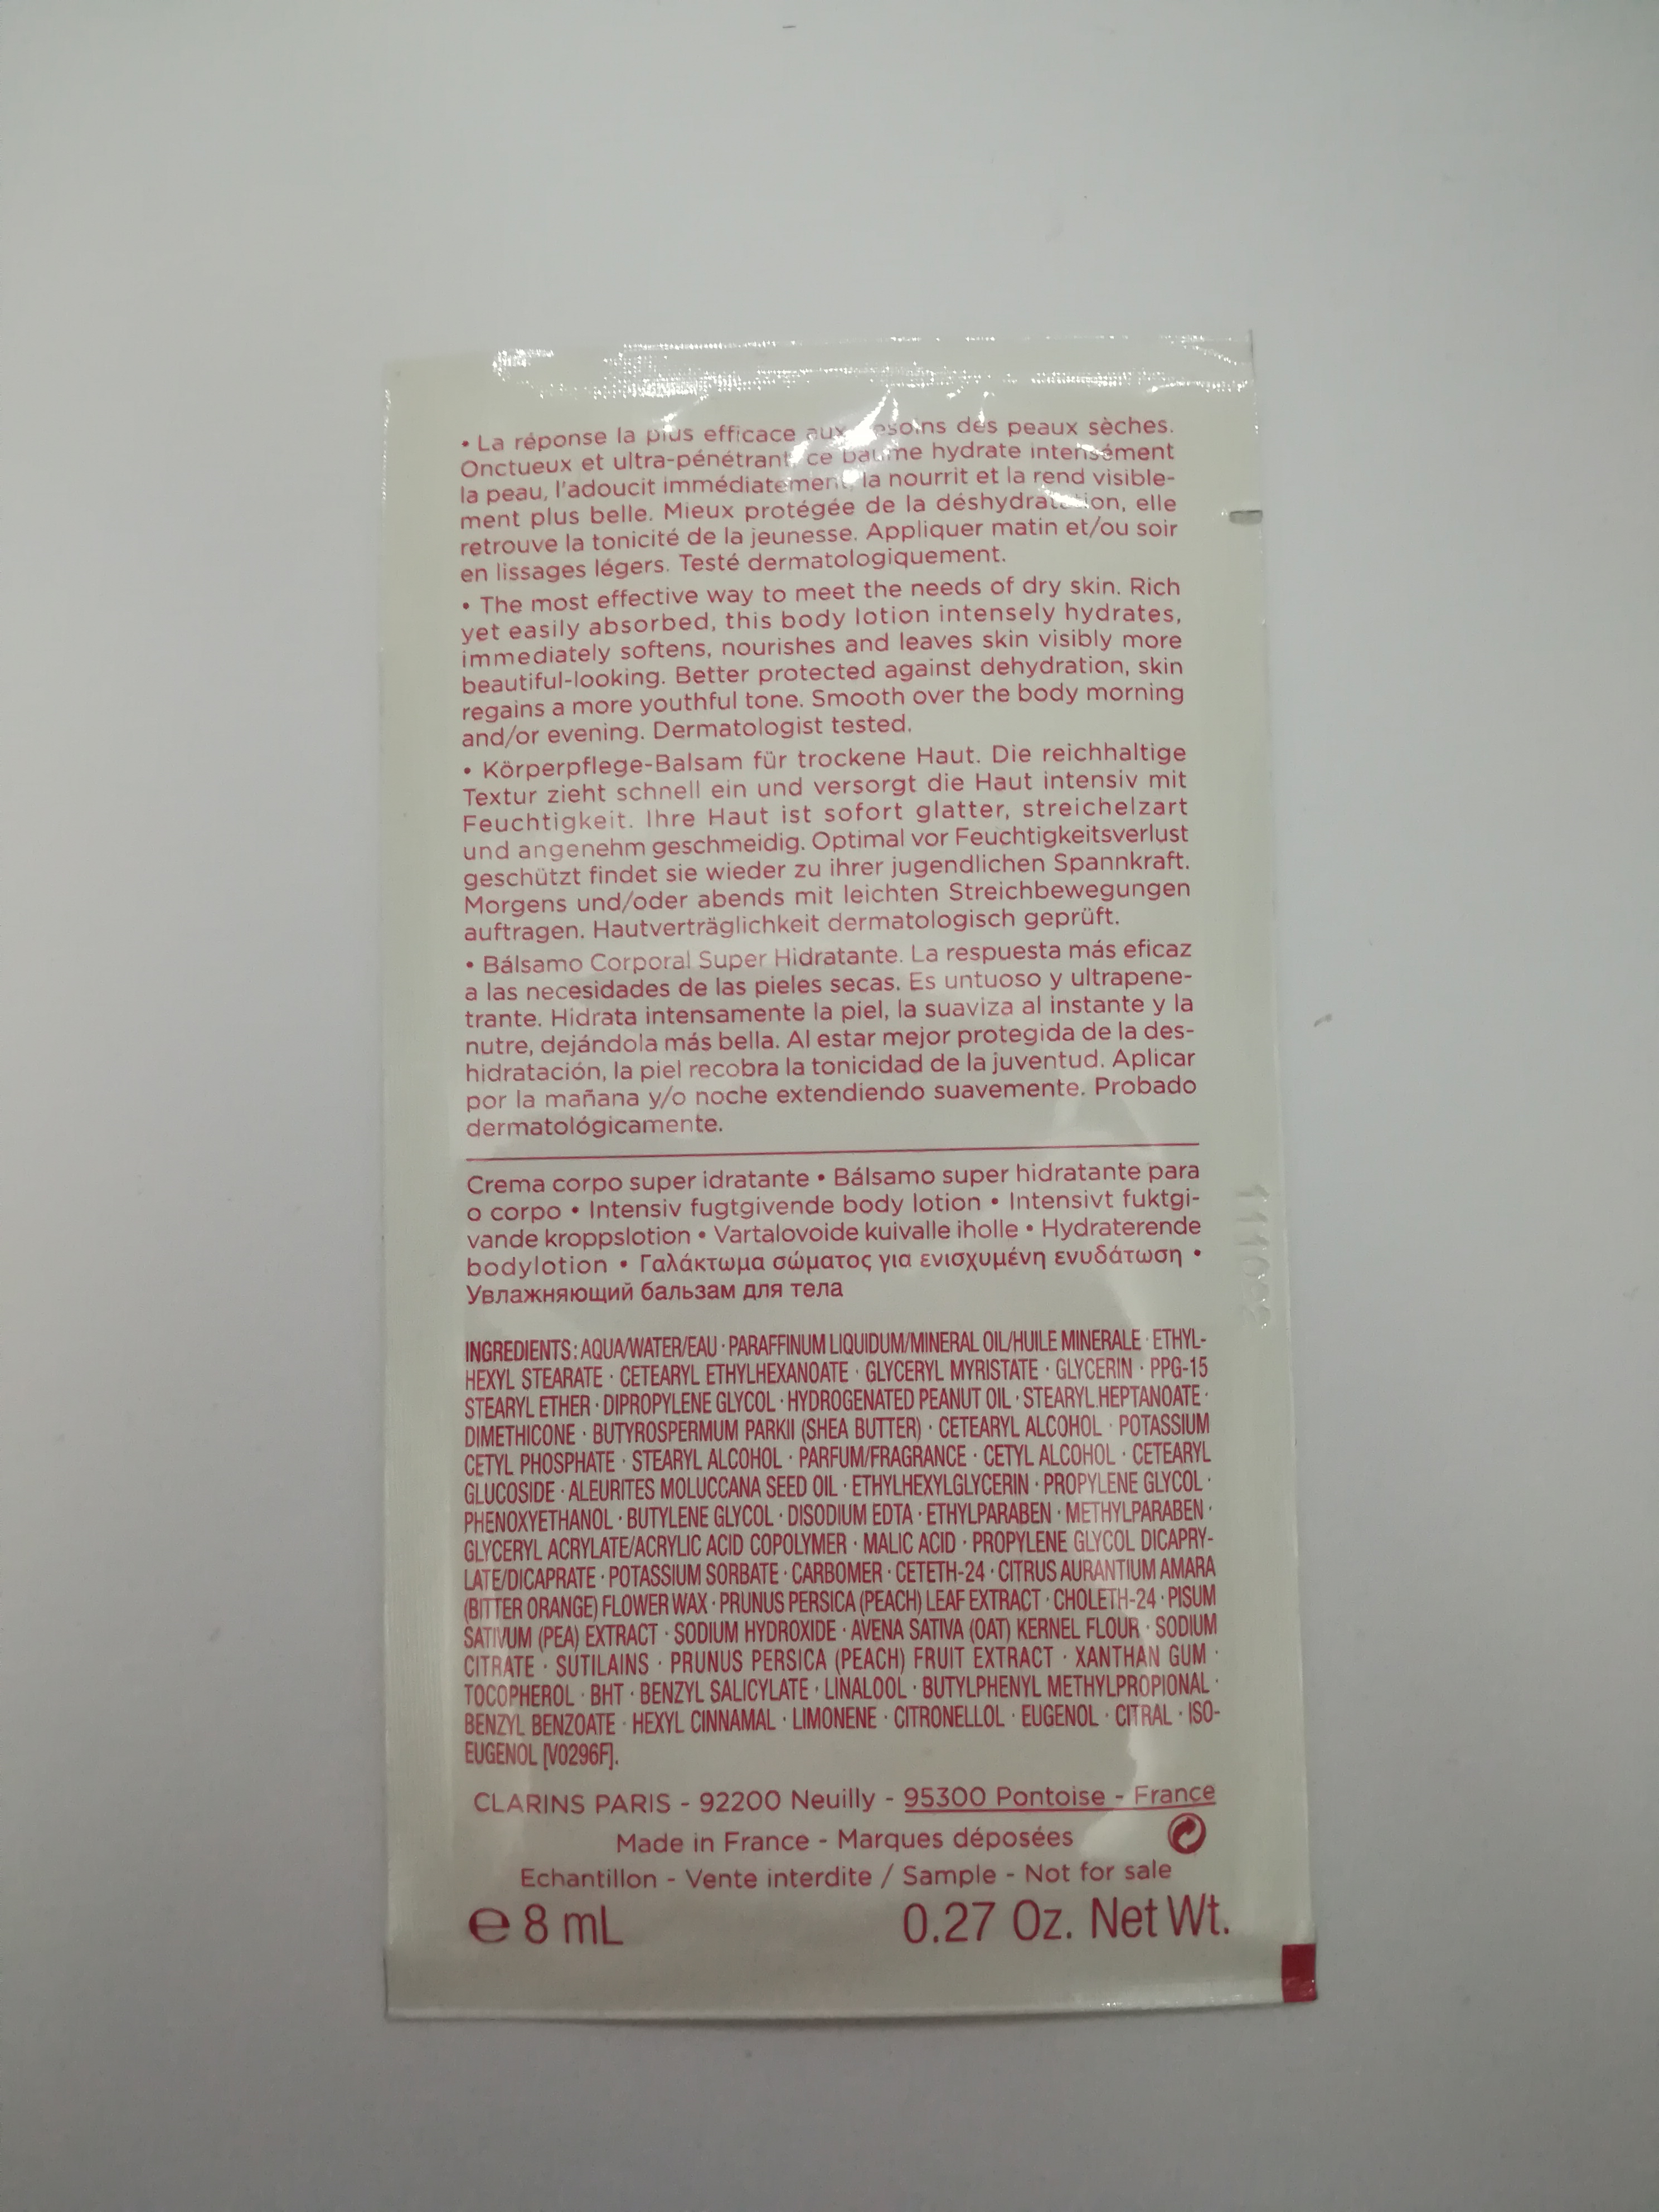 • La réponse la plus efficace aux besoins des peaux sèches.
Onctueux et ultra-pénétrant, ce baume hydrate intensément
la peau, l'adoucit immédiatement, la nourrit et la rend visible-
ment plus belle. Mieux protégée de la déshydratation, elle
retrouve la tonicité de la jeunesse. Appliquer matin et/ou soir
en lissages légers. Testé dermatologiquement.
• The most effective way to meet the needs of dry skin. Rich
yet easily absorbed, this body lotion intensely hydrates,
immediately softens, nourishes and leaves skin visibly more
beautiful-looking. Better protected against dehydration, skin
regains a more youthful tone. Smooth over the body morning
and/or evening. Dermatologist tested.
• Körperpflege-Balsam für trockene Haut. Die reichhaltige
Textur zieht schnell ein und versorgt die Haut intensiv mit
Feuchtigkeit. Ihre Haut ist sofort glatter, streichelzart
und angenehm geschmeidig. Optimal vor Feuchtigkeitsverlust
geschützt findet sie wieder zu ihrer jugendlichen Spannkraft.
Morgens und/oder abends mit leichten Streichbewegungen
auftragen. Hautverträglichkeit dermatologisch geprüft.
• Bálsamo Corporal Super Hidratante. La respuesta más eficaz
a las necesidades de las pieles secas. Es untuoso y ultrapene-
trante. Hidrata intensamente la piel, la suaviza al instante y la
nutre, dejándola más bella. Al estar mejor protegida de la des-
hidratación, la piel recobra la tonicidad de la juventud. Aplicar
por la mañana y/o noche extendiendo suavemente. Probado
dermatológicamente.
Crema corpo super idratante • Bálsamo super hidratante para
o corpo • Intensiv fugtgivende body lotion • Intensivt fuktgi-
vande kroppslotion • Vartalovoide kuivalle iholle • Hydraterende
bodylotion • Γαλάκτωμα σώματος για ενισχυμένη ενυδάτωση •
Увлажняющий бальзам для тела
INGREDIENTS: AQUA/WATER/EAU · PARAFFINUM LIQUIDUM/MINERAL OIL/HUILE MINERALE · ETHYL-
HEXYL STEARATE · CETEARYL ETHYLHEXANOATE · GLYCERYL MYRISTATE · GLYCERIN · PPG-15
STEARYL ETHER · DIPROPYLENE GLYCOL · HYDROGENATED PEANUT OIL · STEARYL HEPTANOATE ·
DIMETHICONE · BUTYROSPERMUM PARKII (SHEA BUTTER) · CETEARYL ALCOHOL · POTASSIUM
CETYL PHOSPHATE · STEARYL ALCOHOL · PARFUM/FRAGRANCE · CETYL ALCOHOL · CETEARYL
GLUCOSIDE · ALEURITES MOLUCCANA SEED OIL · ETHYLHEXYLGLYCERIN · PROPYLENE GLYCOL ·
PHENOXYETHANOL · BUTYLENE GLYCOL · DISODIUM EDTA · ETHYLPARABEN · METHYLPARABEN ·
GLYCERYL ACRYLATE/ACRYLIC ACID COPOLYMER · MALIC ACID · PROPYLENE GLYCOL DICAPRY-
LATE/DICAPRATE · POTASSIUM SORBATE · CARBOMER · CETETH-24 · CITRUS AURANTIUM AMARA
(BITTER ORANGE) FLOWER WAX · PRUNUS PERSICA (PEACH) LEAF EXTRACT · CHOLETH-24 · PISUM
SATIVUM (PEA) EXTRACT · SODIUM HYDROXIDE · AVENA SATIVA (OAT) KERNEL FLOUR · SODIUM
CITRATE · SUTILAINS · PRUNUS PERSICA (PEACH) FRUIT EXTRACT · XANTHAN GUM ·
TOCOPHEROL · BHT · BENZYL SALICYLATE · LINALOOL · BUTYLPHENYL METHYLPROPIONAL ·
BENZYL BENZOATE · HEXYL CINNAMAL · LIMONENE · CITRONELLOL · EUGENOL · CITRAL · ISO-
EUGENOL [V0296F].
CLARINS PARIS - 92200 Neuilly - 95300 Pontoise - France
Made in France - Marques déposées
Echantillon - Vente interdite / Sample - Not for sale
e 8 mL 0.27 Oz. Net Wt.